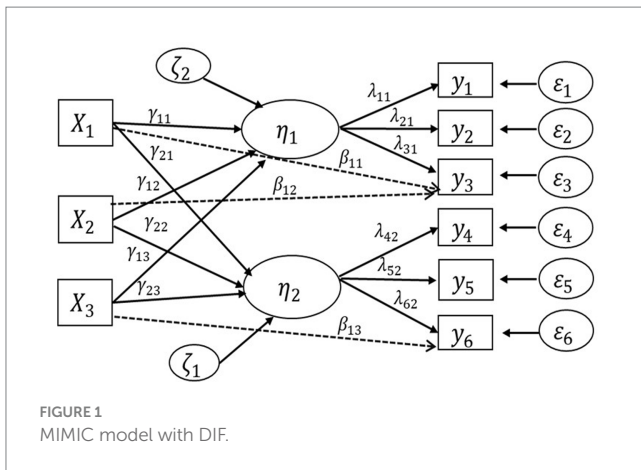 ζ₂
λ₁₁
y₁
ε₁
X₁
γ₁₁
η₁
λ₂₁
y₂
ε₂
γ₂₁
λ₃₁
β₁₁
y₃
ε₃
γ₁₂
β₁₂
X₂
γ₂₂
λ₄₂
y₄
ε₄
γ₁₃
λ₅₂
X₃
γ₂₃
η₂
y₅
ε₅
λ₆₂
β₁₃
y₆
ε₆
ζ₁
FIGURE 1
MIMIC model with DIF.